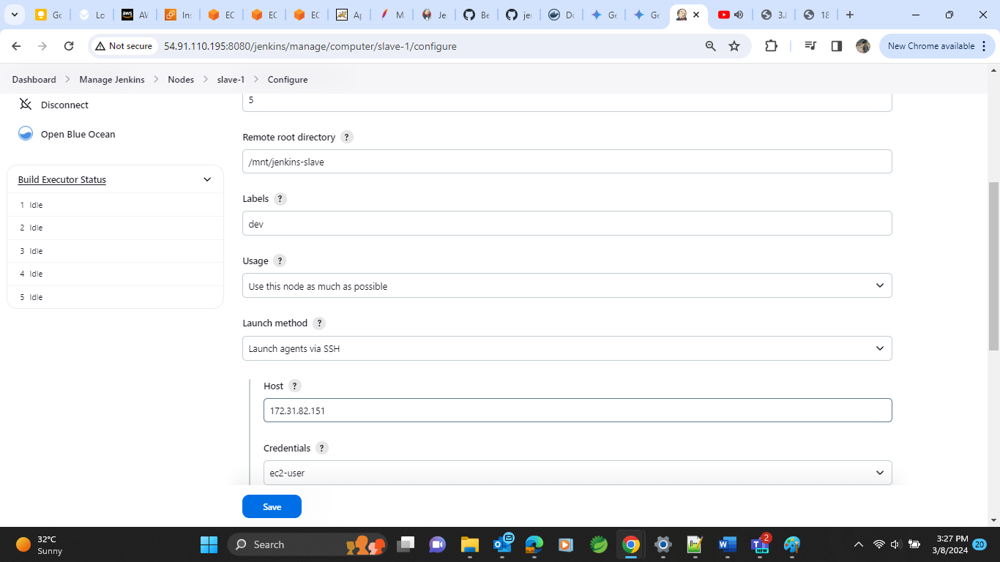 Go
Lo
aws
AV
In
EC
EC
EC
Ap
M
Je
Be
je
D
Ge
Ge
3.
18
Not secure
54.91.110.195:8080/jenkins/manage/computer/slave-1/configure
New Chrome available
Dashboard
Manage Jenkins
Nodes
slave-1
Configure
Disconnect
Open Blue Ocean
Build Executor Status
1 Idle
2 Idle
3 Idle
4 Idle
5 Idle
5
Remote root directory ?
/mnt/jenkins-slave
Labels ?
dev
Usage ?
Use this node as much as possible
Launch method ?
Launch agents via SSH
Host ?
172.31.82.151
Credentials ?
ec2-user
Save
32°C
Sunny
Search
NEW
2
3:27 PM
3/8/2024
20